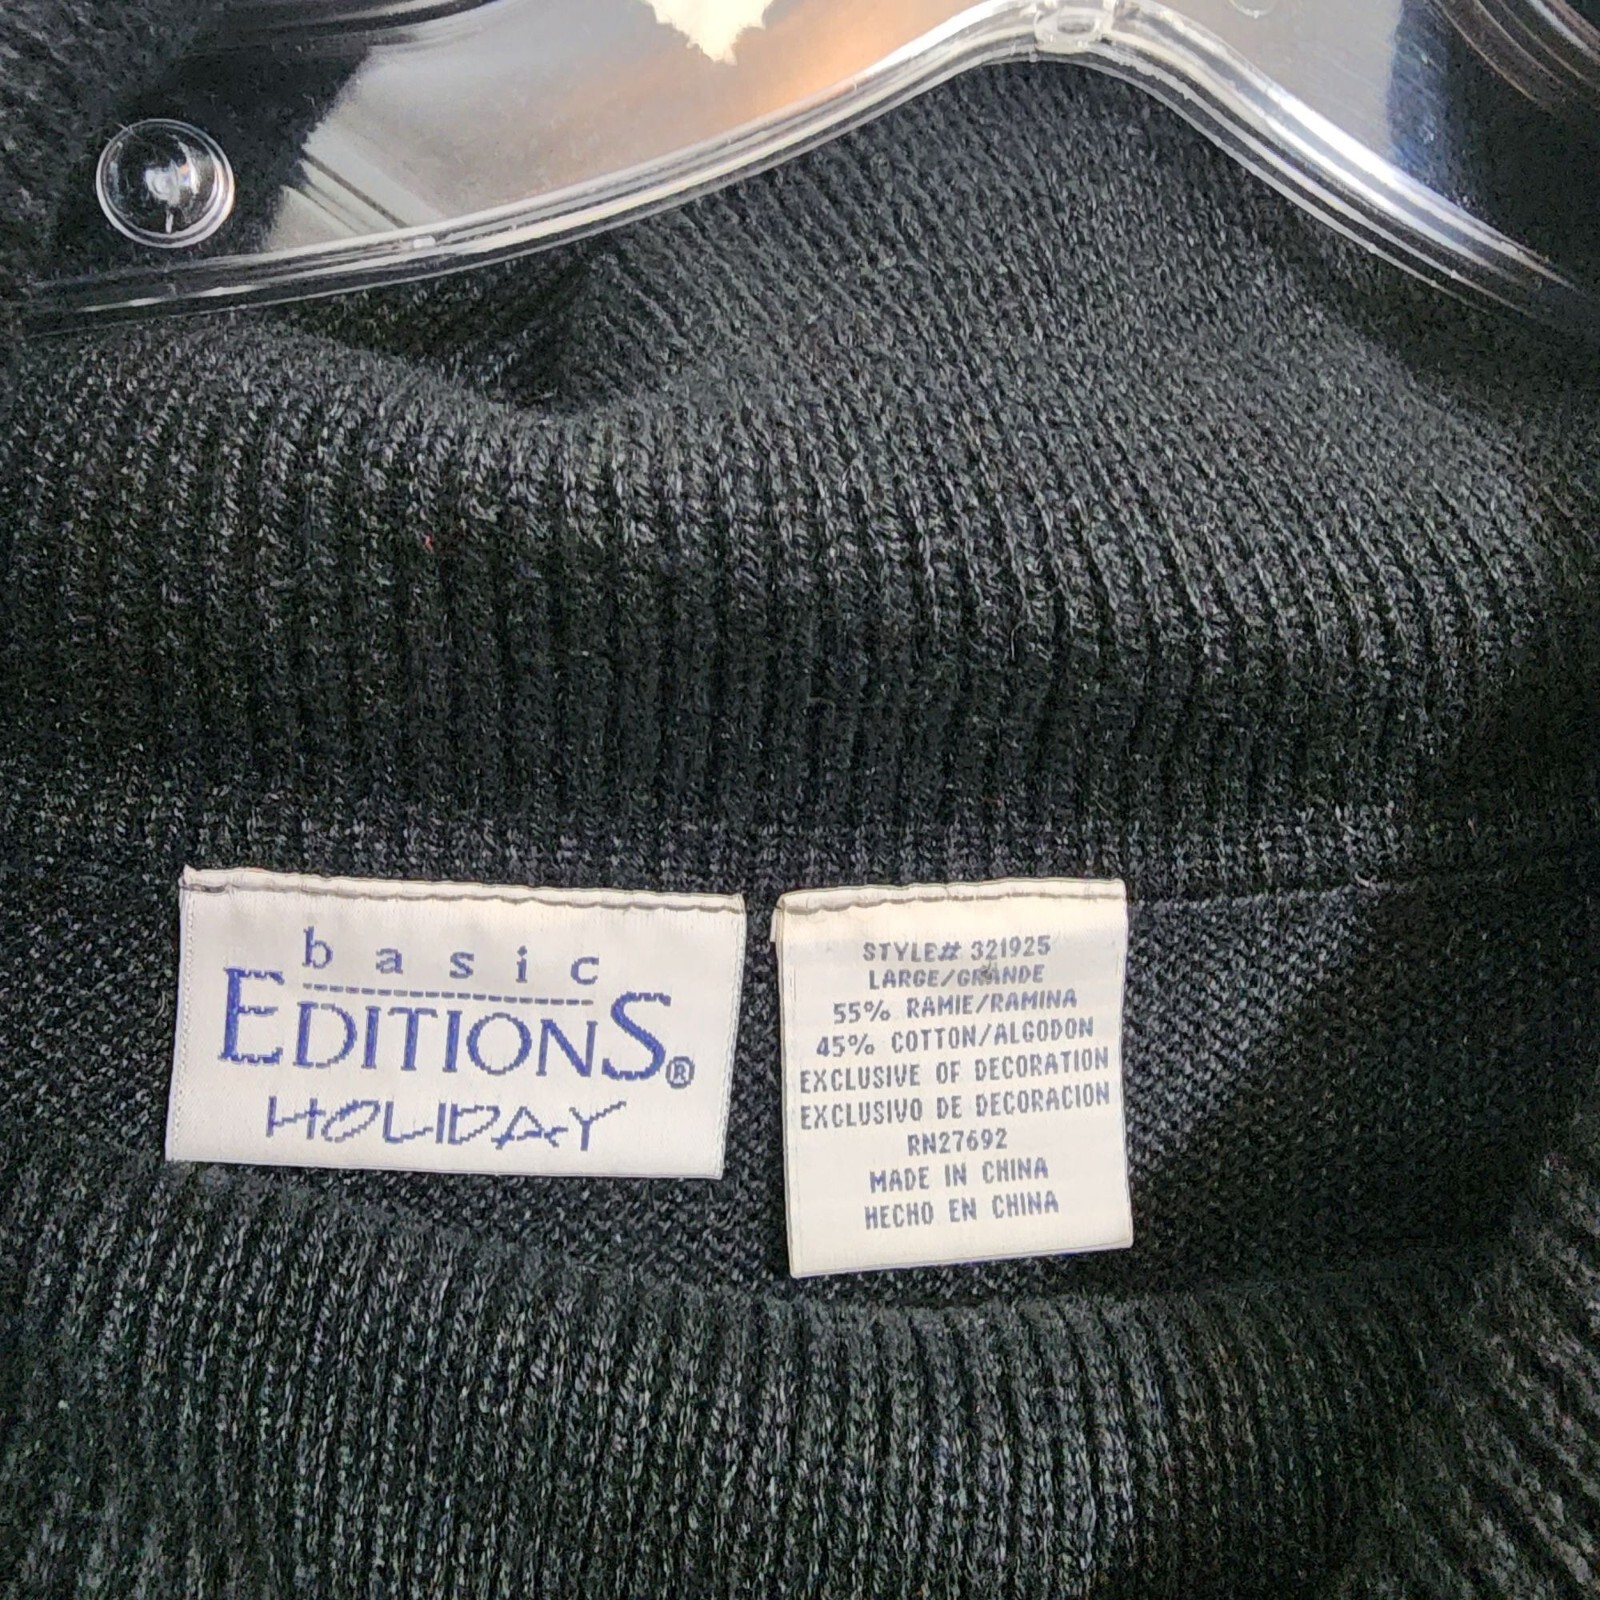 basic
EDITIONS®
HOLIDAY
STYLE# 321925
LARGE/GRANDE
55% RAMIE/RAMINA
45% COTTON/ALGODON
EXCLUSIVE OF DECORATION
EXCLUSIVO DE DECORACION
RN27692
MADE IN CHINA
HECHO EN CHINA